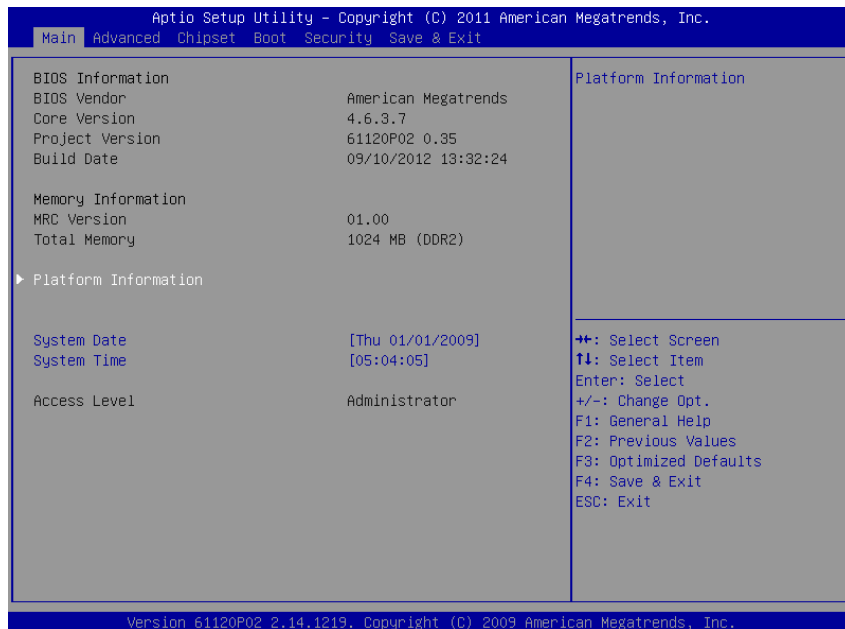 Aptio Setup Utility – Copyright (C) 2011 American Megatrends, Inc.
Main Advanced Chipset Boot Security Save & Exit
BIOS Information
BIOS Vendor American Megatrends
Core Version 4.6.3.7
Project Version 61120P02 0.35
Build Date 09/10/2012 13:32:24
Memory Information
MRC Version 01.00
Total Memory 1024 MB (DDR2)
▶ Platform Information
System Date [Thu 01/01/2009]
System Time [05:04:05]
Access Level Administrator
Platform Information
→←: Select Screen
↑↓: Select Item
Enter: Select
+/-: Change Opt.
F1: General Help
F2: Previous Values
F3: Optimized Defaults
F4: Save & Exit
ESC: Exit
Version 61120P02 2.14.1219. Copyright (C) 2009 American Megatrends, Inc.